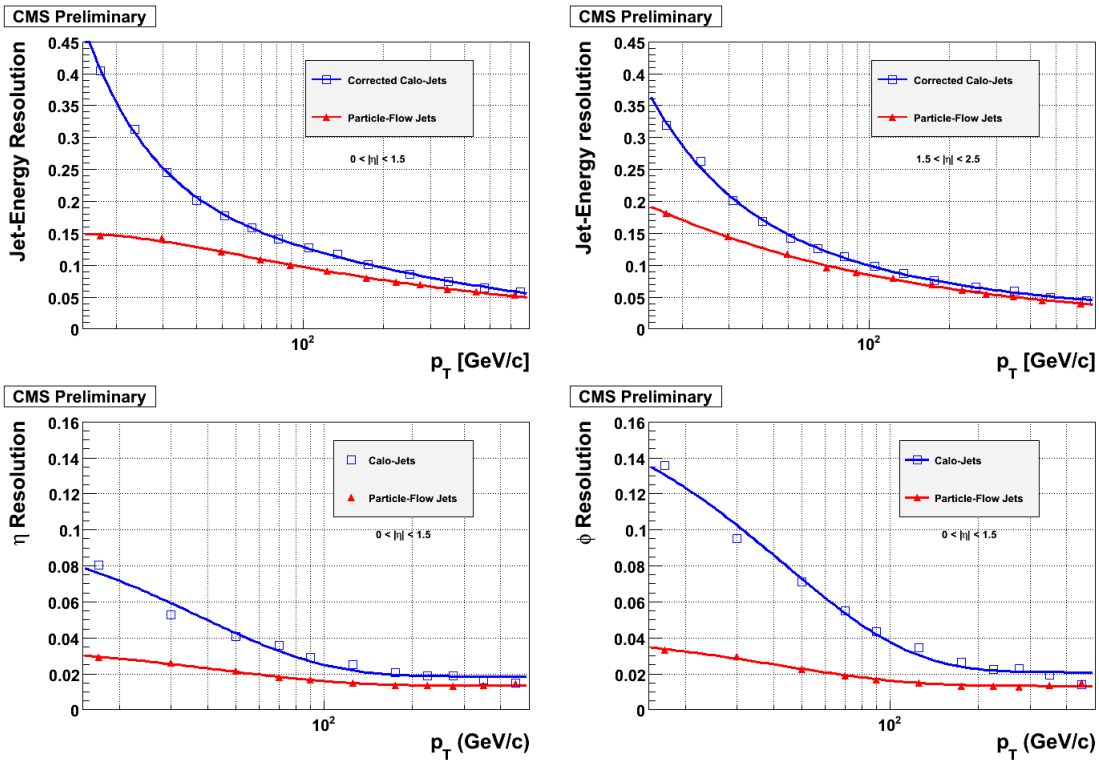 CMS Preliminary
Jet-Energy Resolution
0.45
0.4
0.35
0.3
0.25
0.2
0.15
0.1
0.05
0
Corrected Calo-Jets
Particle-Flow Jets
0 < |η| < 1.5
10²
p_T [GeV/c]
CMS Preliminary
Jet-Energy resolution
0.45
0.4
0.35
0.3
0.25
0.2
0.15
0.1
0.05
0
Corrected Calo-Jets
Particle-Flow Jets
1.5 < |η| < 2.5
10²
p_T [GeV/c]
CMS Preliminary
η Resolution
0.16
0.14
0.12
0.1
0.08
0.06
0.04
0.02
0
Calo-Jets
Particle-Flow Jets
0 < |η| < 1.5
10²
p_T (GeV/c)
CMS Preliminary
ϕ Resolution
0.16
0.14
0.12
0.1
0.08
0.06
0.04
0.02
0
Calo-Jets
Particle-Flow Jets
0 < |η| < 1.5
10²
p_T (GeV/c)